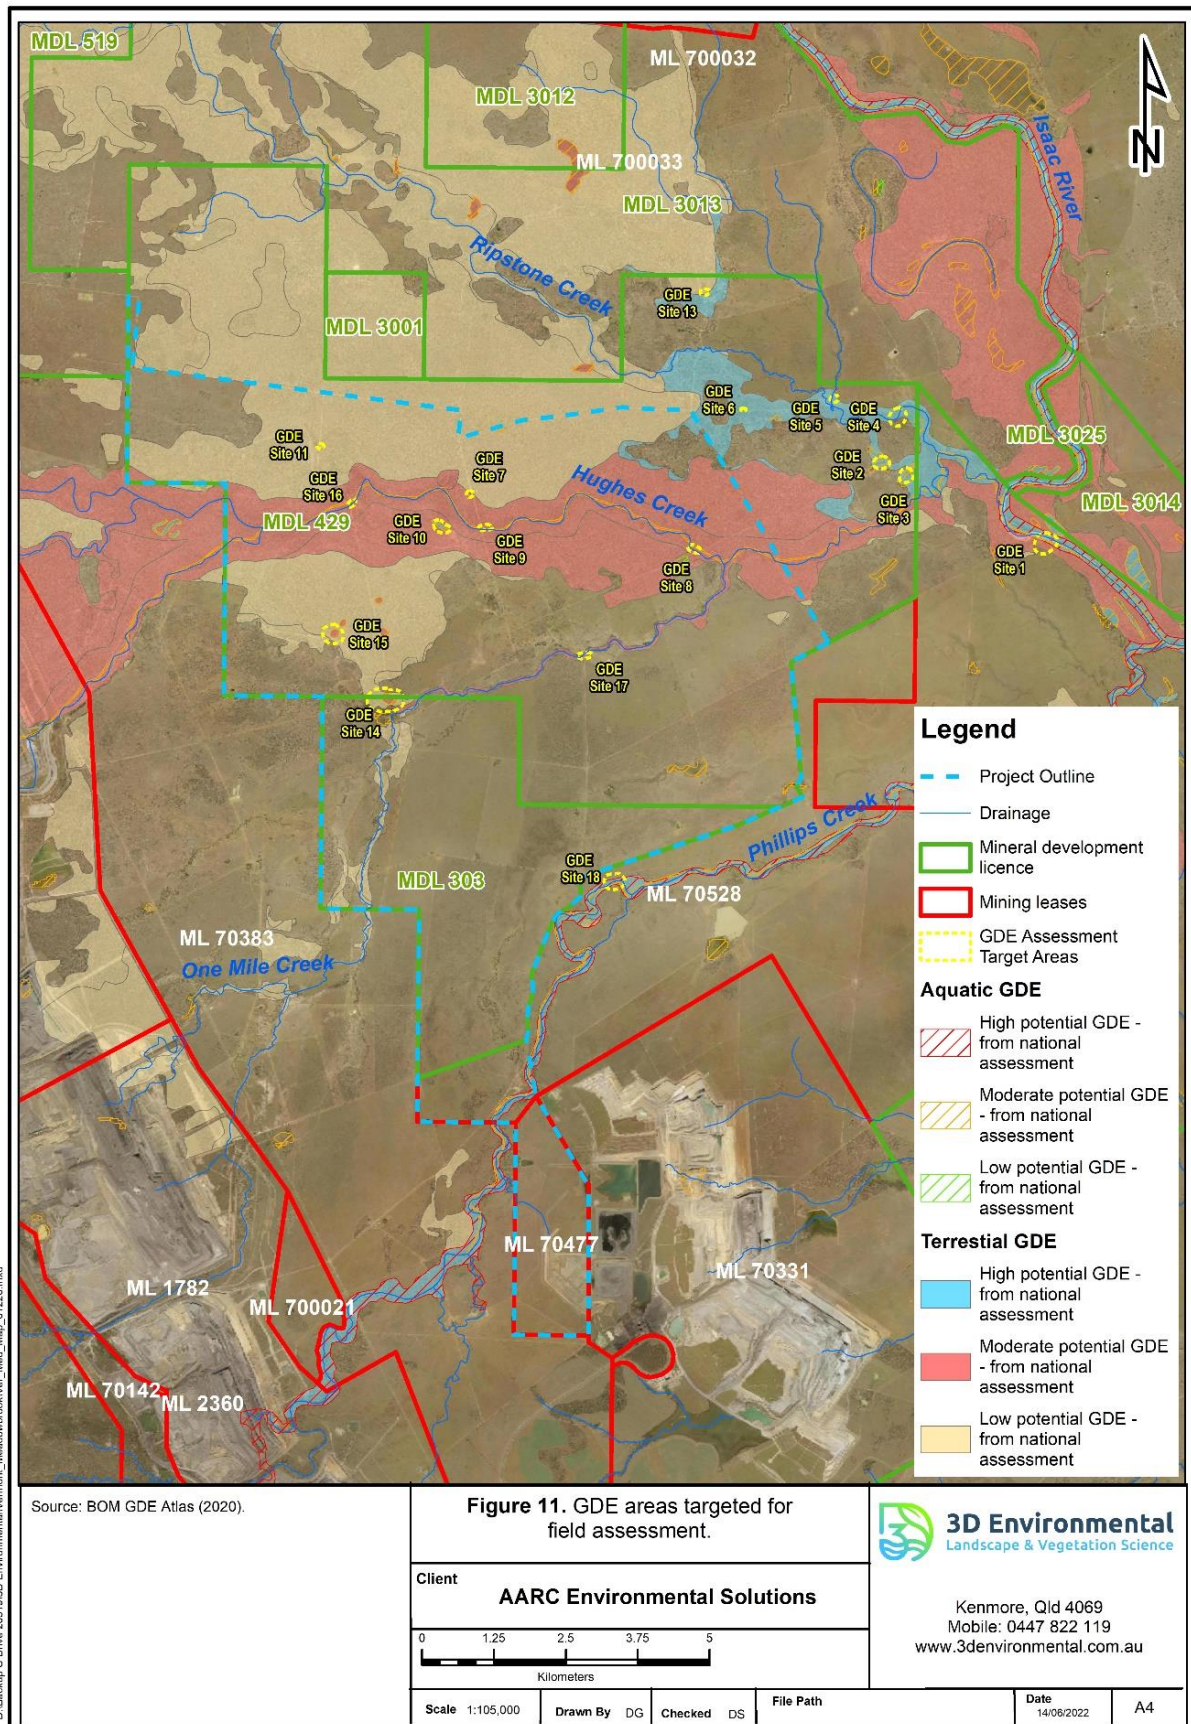 MDL 519
ML 700032
MDL 3012
ML 700033
MDL 3013
Isaac River
N
Ripstone Creek
MDL 3001
GDE
Site 13
GDE
Site 6
GDE
Site 5
GDE
Site 4
MDL 3025
GDE
Site 11
GDE
Site 16
GDE
Site 7
Hughes Creek
GDE
Site 2
GDE
Site 3
MDL 3014
MDL 429
GDE
Site 10
GDE
Site 9
GDE
Site 8
GDE
Site 1
GDE
Site 15
GDE
Site 17
GDE
Site 14
Phillips Creek
GDE
Site 18
MDL 303
ML 70528
ML 70383
One Mile Creek
ML 70477
ML 70331
ML 1782
ML 700021
ML 70142
ML 2360
Legend
Project Outline
Drainage
Mineral development
licence
Mining leases
GDE Assessment
Target Areas
Aquatic GDE
High potential GDE -
from national
assessment
Moderate potential GDE
- from national
assessment
Low potential GDE -
from national
assessment
Terrestial GDE
High potential GDE -
from national
assessment
Moderate potential GDE
- from national
assessment
Low potential GDE -
from national
assessment
Source: BOM GDE Atlas (2020).
Figure 11. GDE areas targeted for
field assessment.
Client
AARC Environmental Solutions
0 1.25 2.5 3.75 5
Kilometers
Scale 1:105,000
Drawn By DG
Checked DS
File Path
Date
14/06/2022
A4
3D Environmental
Landscape & Vegetation Science
Kenmore, Qld 4069
Mobile: 0447 822 119
www.3denvironmental.com.au